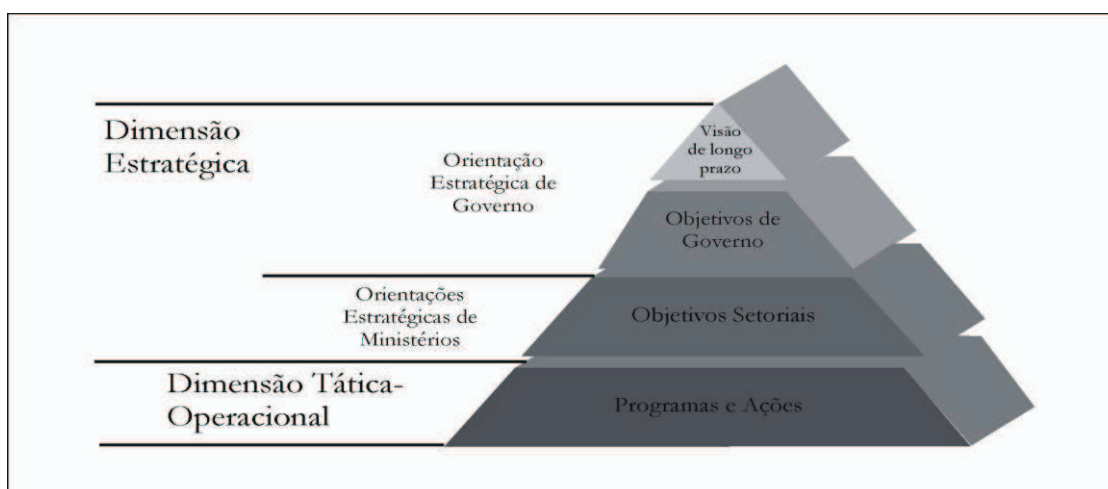 Dimensão
Estratégica
Orientação
Estratégica de
Governo
Visão
de longo
prazo
Objetivos de
Governo
Orientações
Estratégicas de
Ministérios
Objetivos Setoriais
Dimensão Tática-
Operacional
Programas e Ações